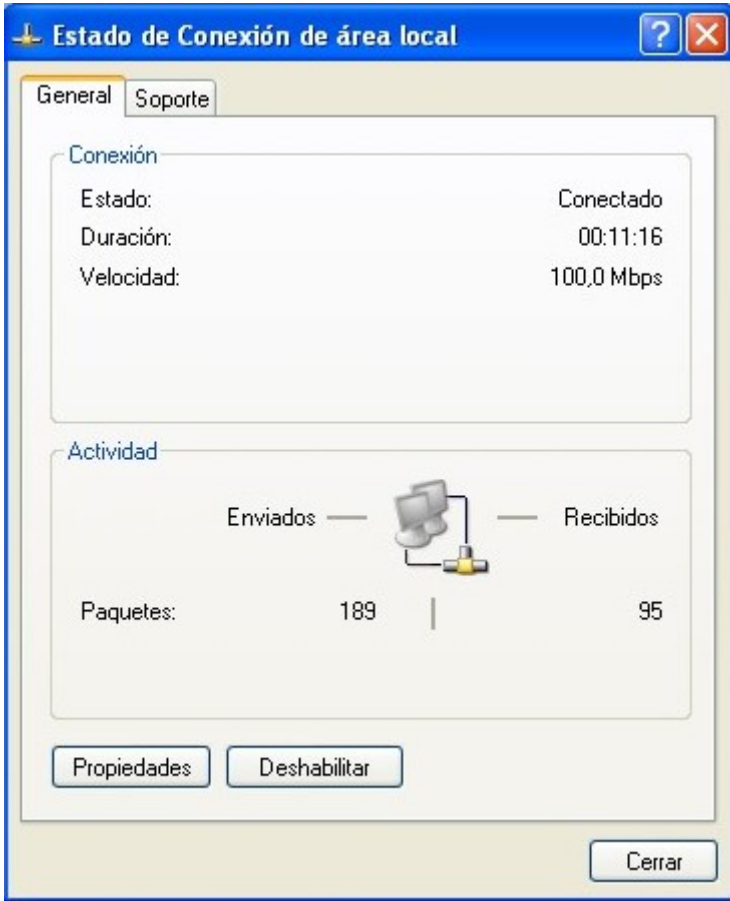 Estado de Conexión de área local
General Soporte
Conexión
Estado: Conectado
Duración: 00:11:16
Velocidad: 100,0 Mbps
Actividad
Enviados Recibidos
Paquetes: 189 95
Propiedades Deshabilitar
Cerrar